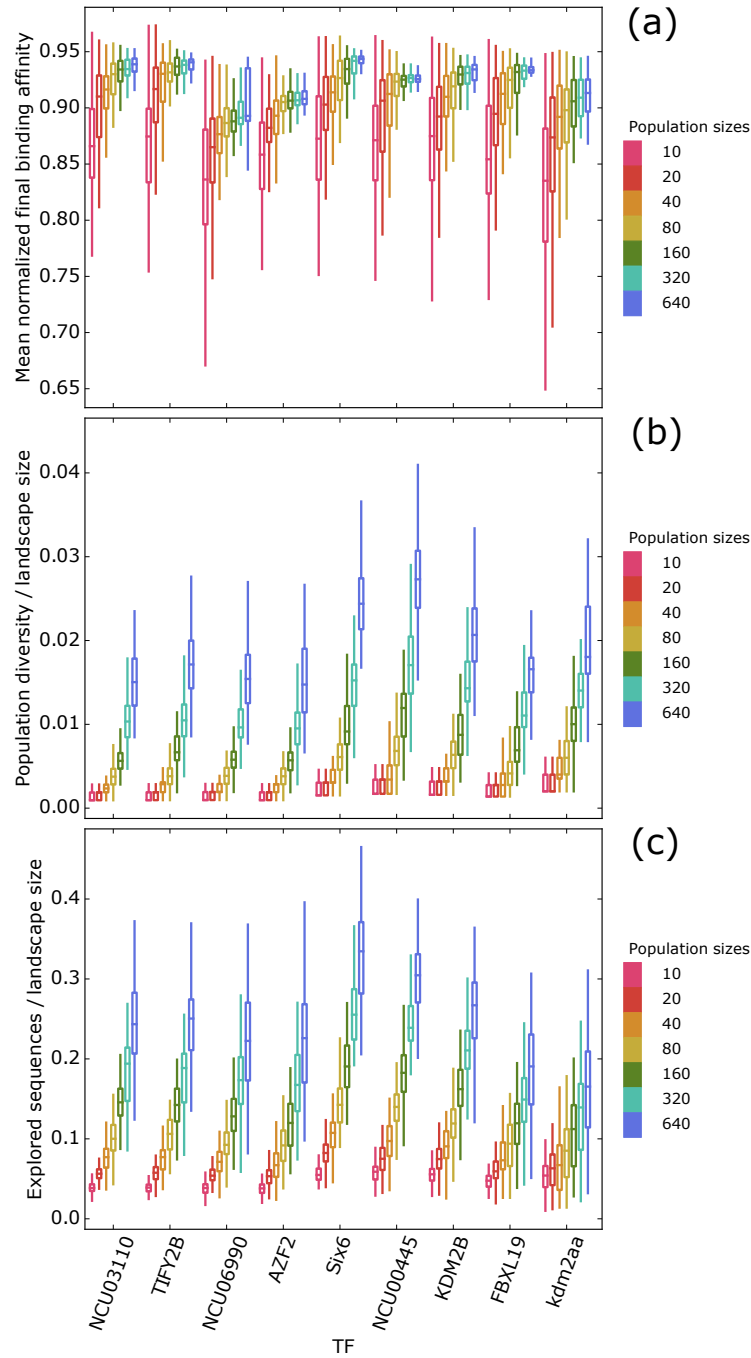 (a)
Mean normalized final binding affinity
0.95
0.90
0.85
0.80
0.75
0.70
0.65
Population sizes
10
20
40
80
160
320
640
(b)
Population diversity / landscape size
0.04
0.03
0.02
0.01
0.00
Population sizes
10
20
40
80
160
320
640
(c)
Explored sequences / landscape size
0.4
0.3
0.2
0.1
0.0
Population sizes
10
20
40
80
160
320
640
NCU03110
TIFY2B
NCU06990
AZF2
Six6
NCU00445
KDM2B
FBXL19
kdm2aa
TF